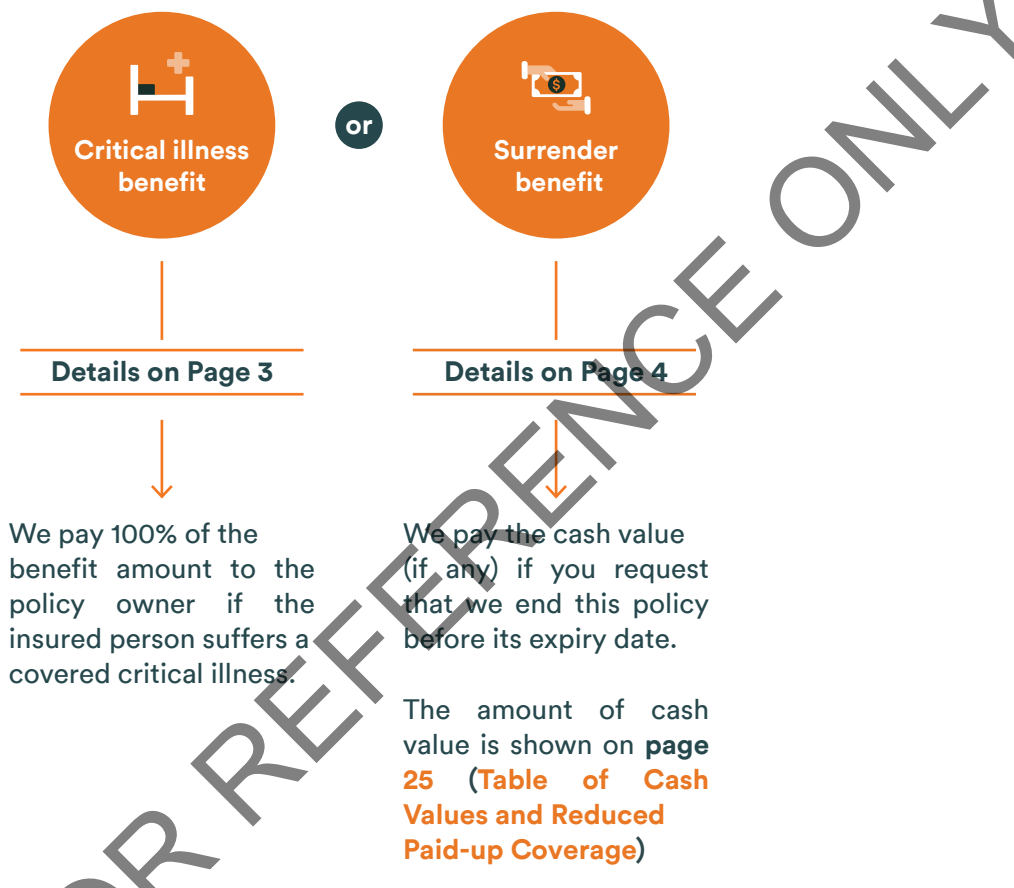 Critical illness
benefit
or
Surrender
benefit
Details on Page 3
Details on Page 4
We pay 100% of the
benefit amount to the
policy owner if the
insured person suffers a
covered critical illness.
We pay the cash value
(if any) if you request
that we end this policy
before its expiry date.
The amount of cash
value is shown on page
25 (Table of Cash
Values and Reduced
Paid-up Coverage)
OR REFERENCE ONLY
$